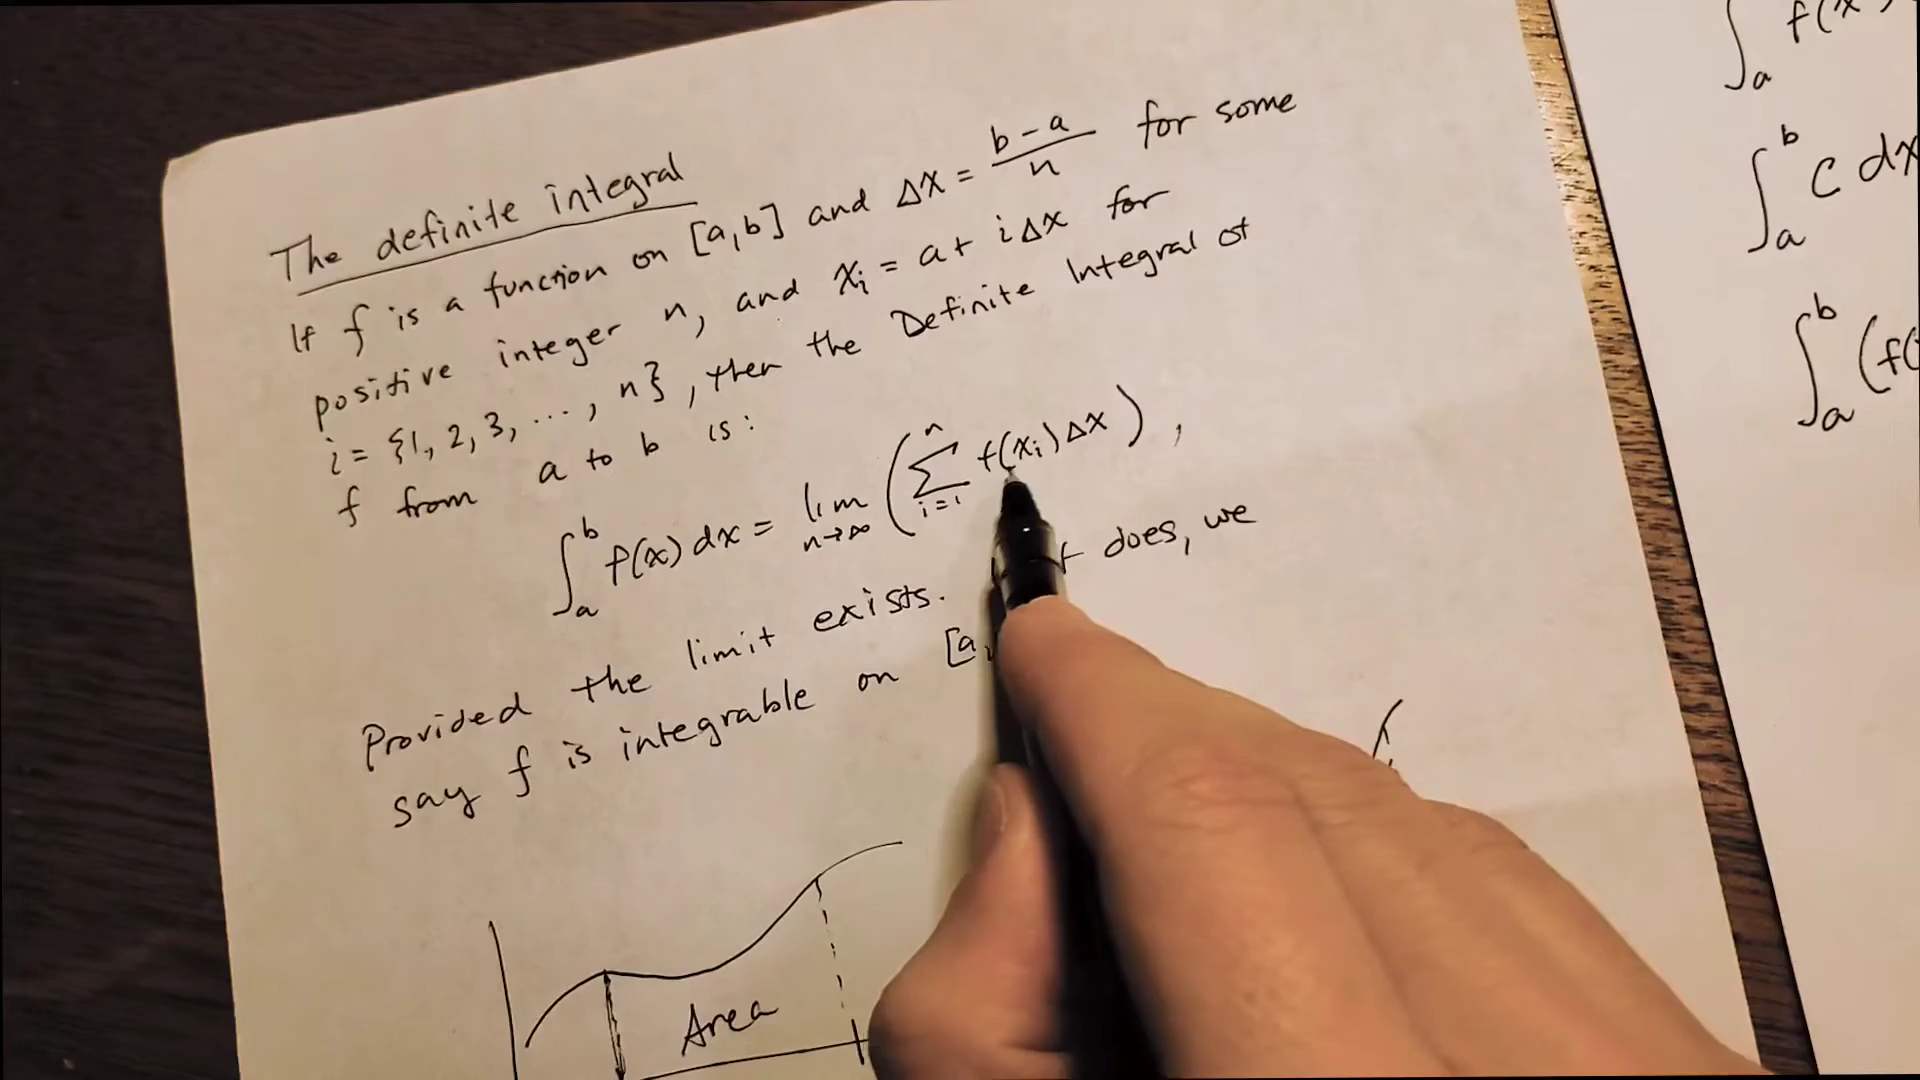 The definite integral
If f is a function on [a,b] and Δx = (b-a)/n for some
positive integer n, and xᵢ = a + iΔx for
i = {1, 2, 3, ..., n}, then the Definite Integral of
f from a to b is:
∫ₐᵇ f(x) dx = lim n→∞ (∑ᵢ₌₁ⁿ f(xᵢ) Δx),
Provided the limit exists. does, we
say f is integrable on [a,
Area
∫ₐ f(x)
∫ₐᵇ c dx
∫ₐᵇ (f(